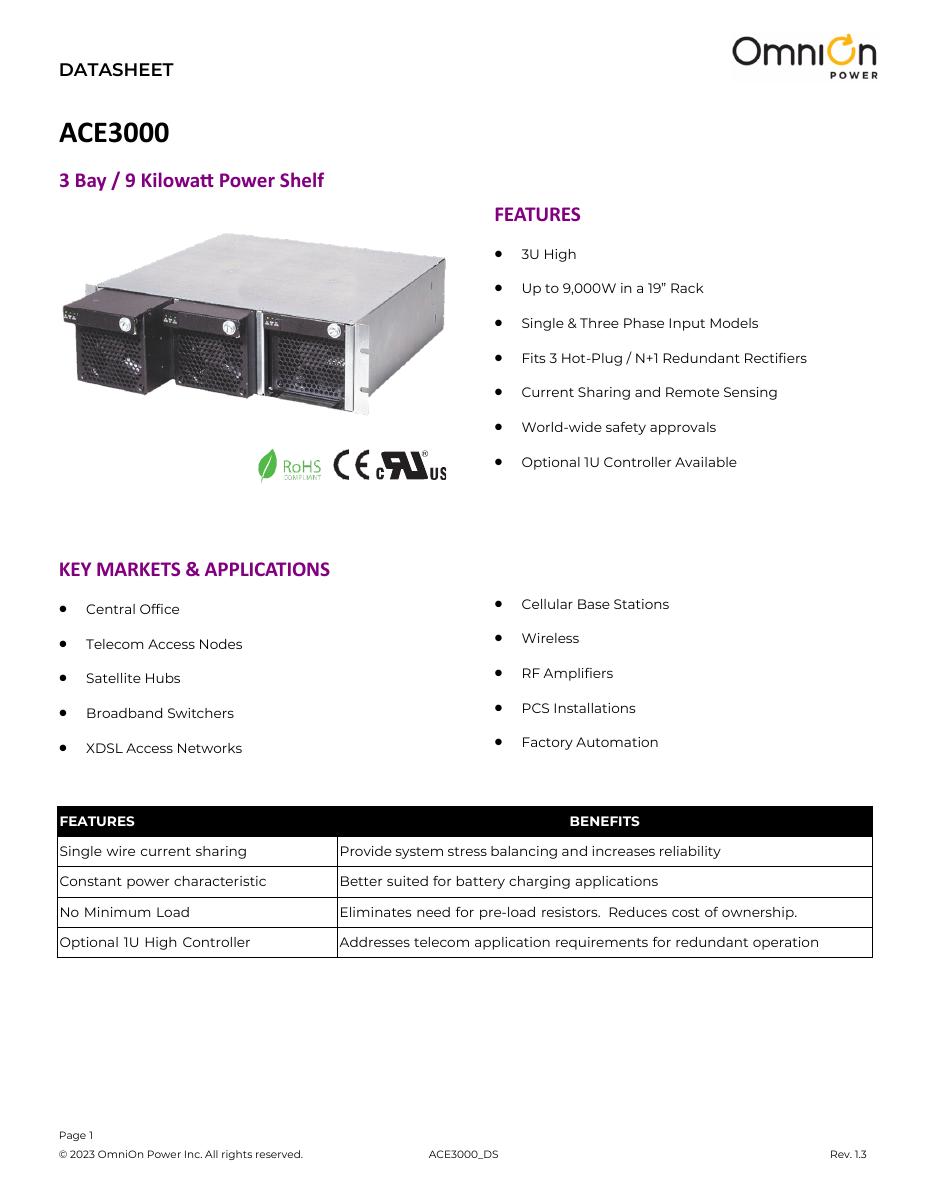 OmniOn
POWER
DATASHEET
ACE3000
3 Bay / 9 Kilowatt Power Shelf
FEATURES
● 3U High
● Up to 9,000W in a 19” Rack
● Single & Three Phase Input Models
● Fits 3 Hot-Plug / N+1 Redundant Rectifiers
● Current Sharing and Remote Sensing
● World-wide safety approvals
● Optional 1U Controller Available
RoHS
COMPLIANT
CE
c RU ® US
KEY MARKETS & APPLICATIONS
● Central Office
● Telecom Access Nodes
● Satellite Hubs
● Broadband Switchers
● XDSL Access Networks
● Cellular Base Stations
● Wireless
● RF Amplifiers
● PCS Installations
● Factory Automation
FEATURES BENEFITS
Single wire current sharing Provide system stress balancing and increases reliability
Constant power characteristic Better suited for battery charging applications
No Minimum Load Eliminates need for pre-load resistors.  Reduces cost of ownership.
Optional 1U High Controller Addresses telecom application requirements for redundant operation
Page 1
© 2023 OmniOn Power Inc. All rights reserved. ACE3000_DS Rev. 1.3